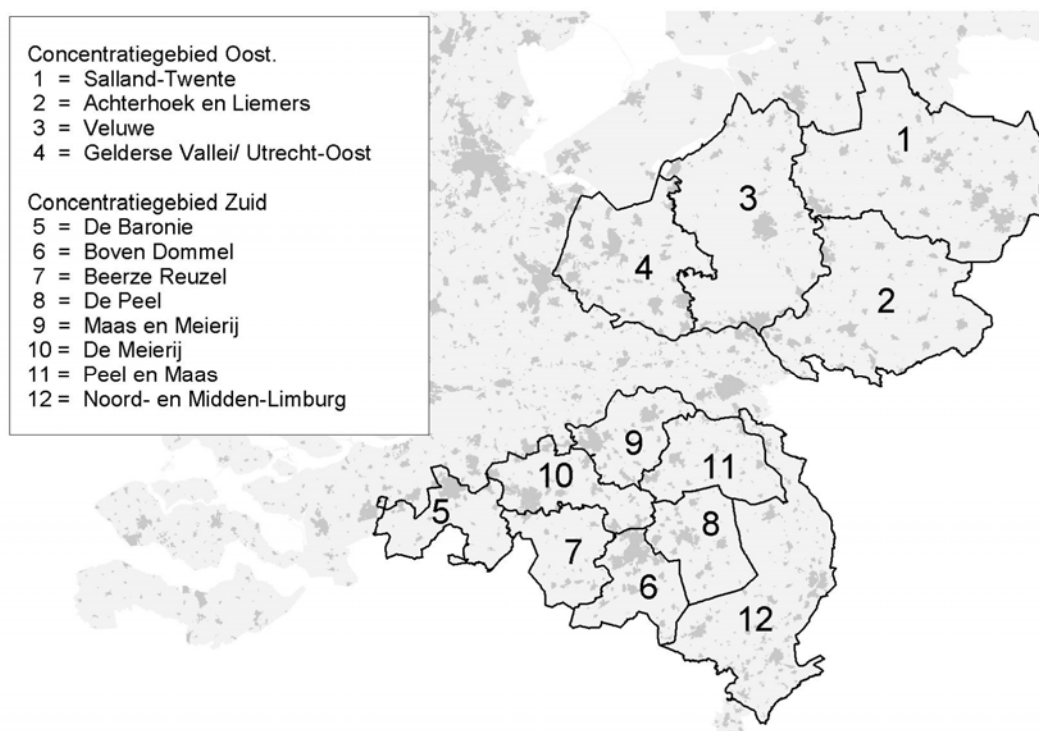 Concentratiegebied Oost.
1 = Salland-Twente
2 = Achterhoek en Liemers
3 = Veluwe
4 = Gelderse Vallei/ Utrecht-Oost
Concentratiegebied Zuid
5 = De Baronie
6 = Boven Dommel
7 = Beerze Reuzel
8 = De Peel
9 = Maas en Meierij
10 = De Meierij
11 = Peel en Maas
12 = Noord- en Midden-Limburg
1
3
4
2
9
11
10
5
8
7
6
12